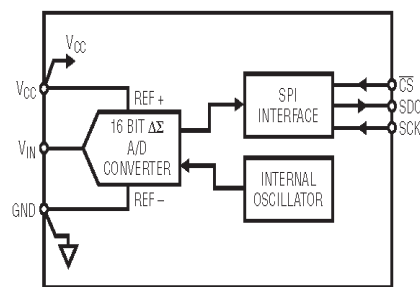 VCC
VCC
REF +
16 BIT ΔΣ
A/D
CONVERTER
VIN
REF –
GND
SPI
INTERFACE
INTERNAL
OSCILLATOR
CS
SDO
SCK